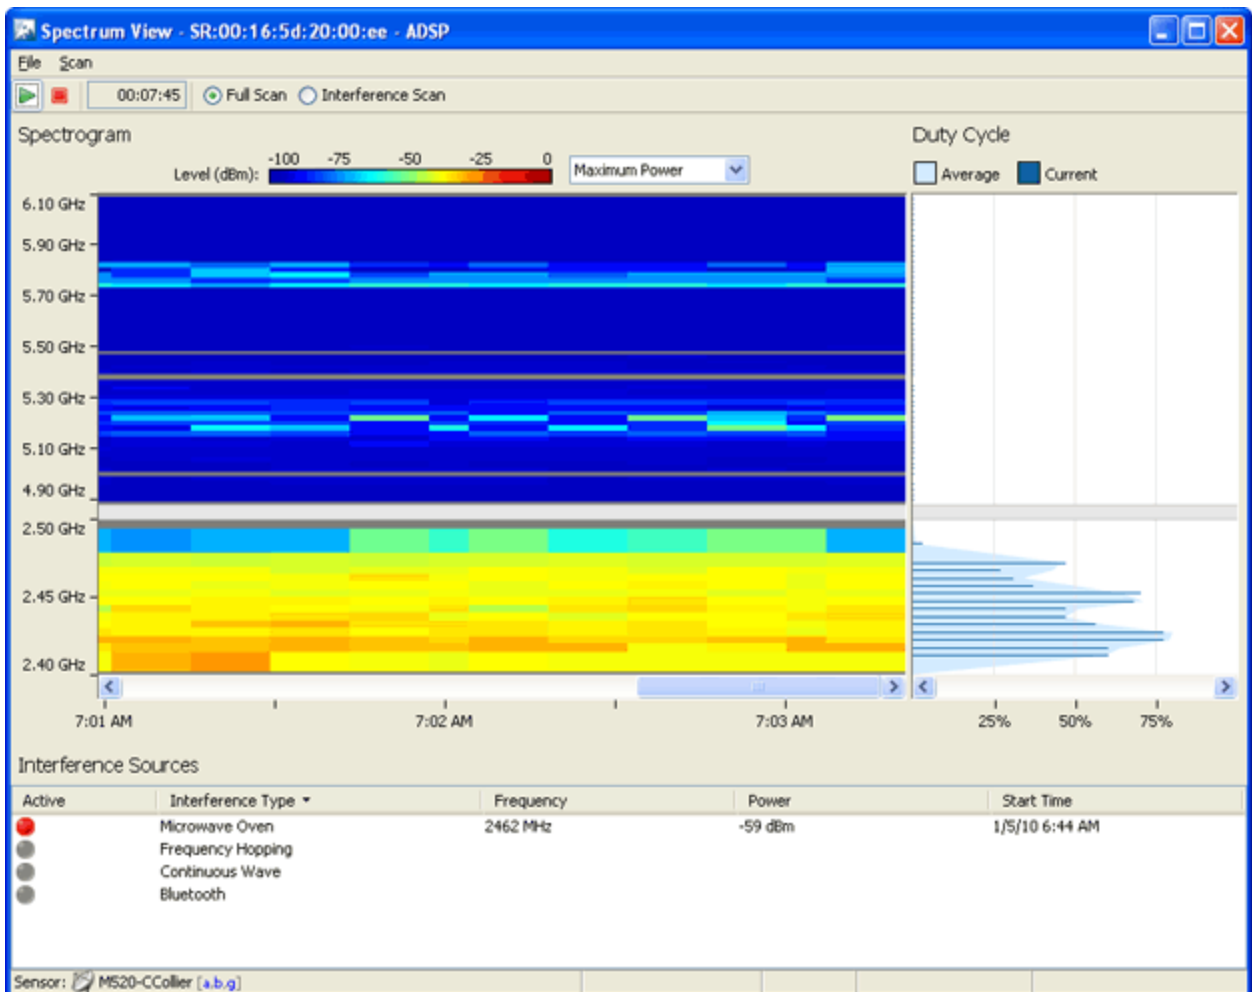 Spectrum View - SR:00:16:5d:20:00:ee - ADSP
File Scan
00:07:45 Full Scan Interference Scan
Spectrogram
Duty Cycle
Level (dBm): -100 -75 -50 -25 0 Maximum Power
Average Current
6.10 GHz
5.90 GHz
5.70 GHz
5.50 GHz
5.30 GHz
5.10 GHz
4.90 GHz
2.50 GHz
2.45 GHz
2.40 GHz
7:01 AM 7:02 AM 7:03 AM 25% 50% 75%
Interference Sources
Active Interference Type Frequency Power Start Time
Microwave Oven 2462 MHz -59 dBm 1/5/10 6:44 AM
Frequency Hopping
Continuous Wave
Bluetooth
Sensor: M520-CCollier [a,b,g]